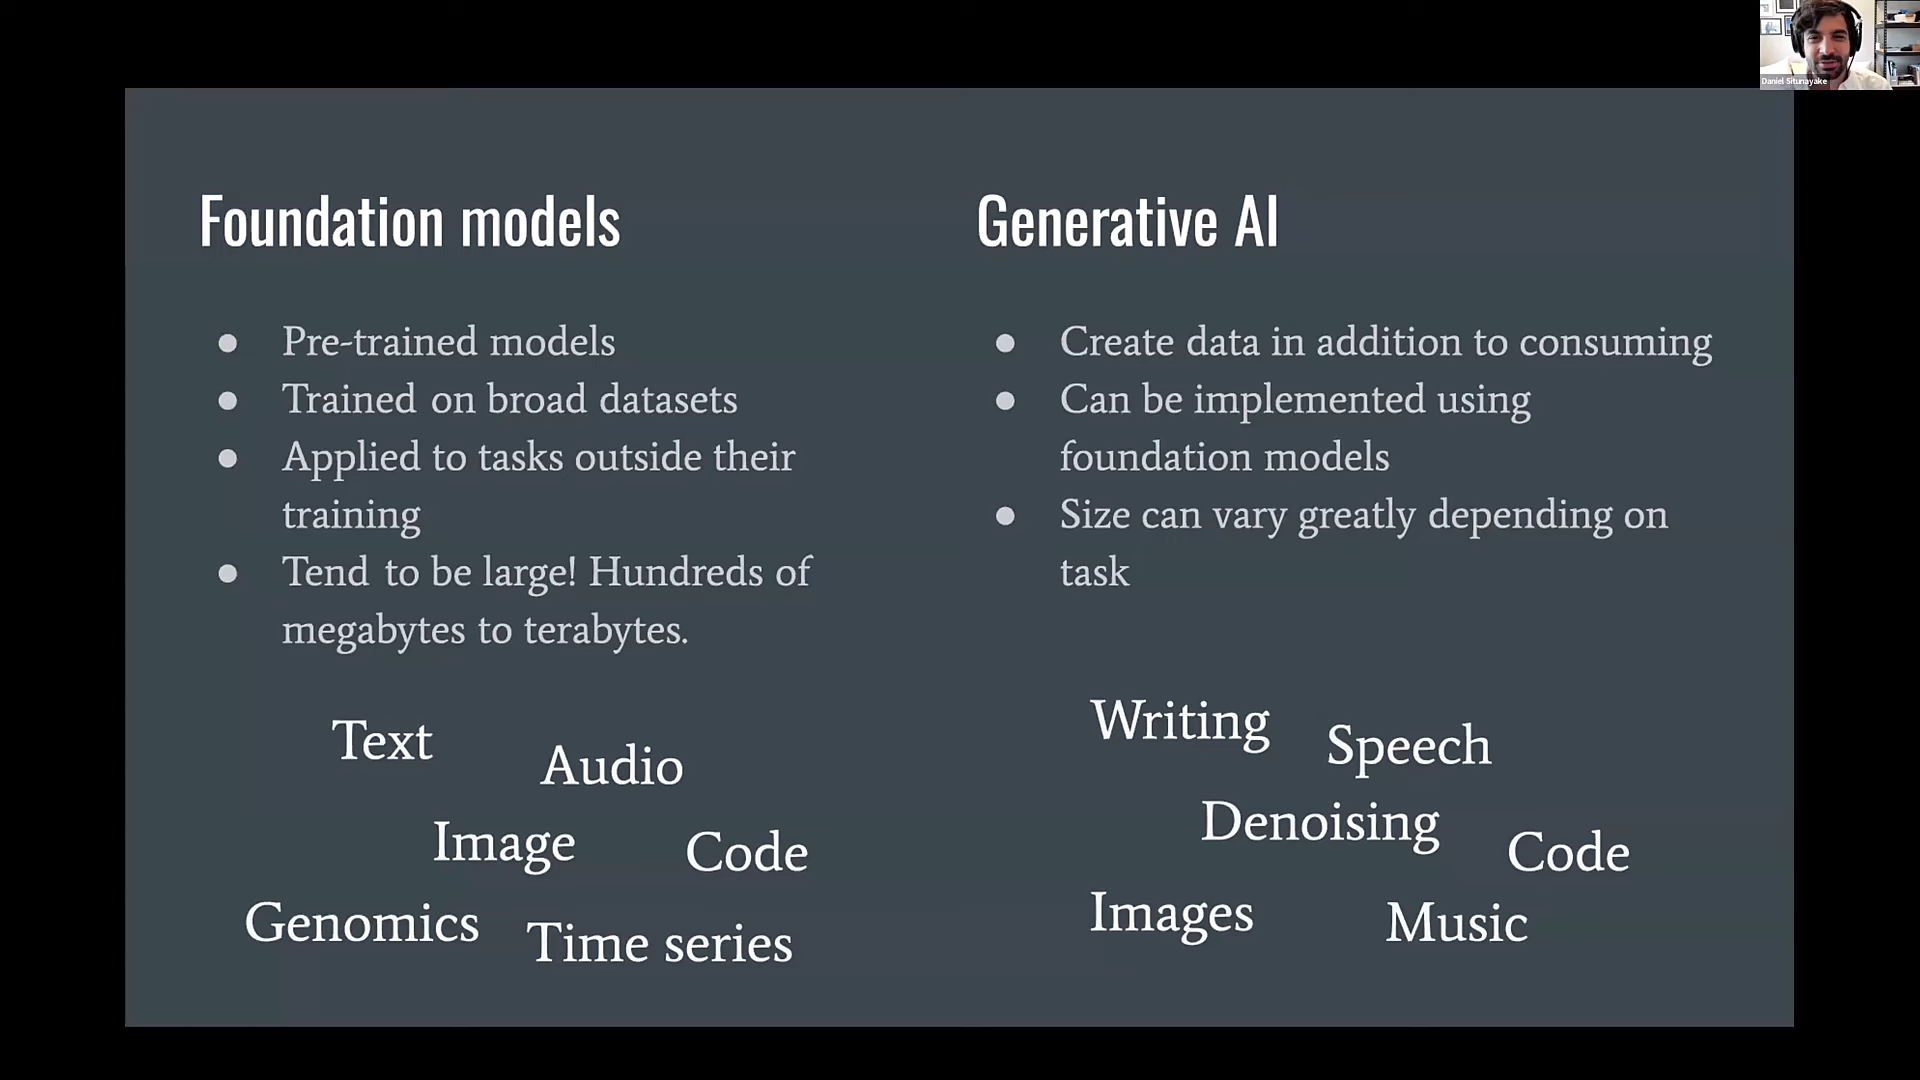 Daniel Situnayake
Foundation models
Pre-trained models
Trained on broad datasets
Applied to tasks outside their
training
Tend to be large! Hundreds of
megabytes to terabytes.
Text
Audio
Image
Code
Genomics
Time series
Generative AI
Create data in addition to consuming
Can be implemented using
foundation models
Size can vary greatly depending on
task
Writing
Speech
Denoising
Code
Images
Music